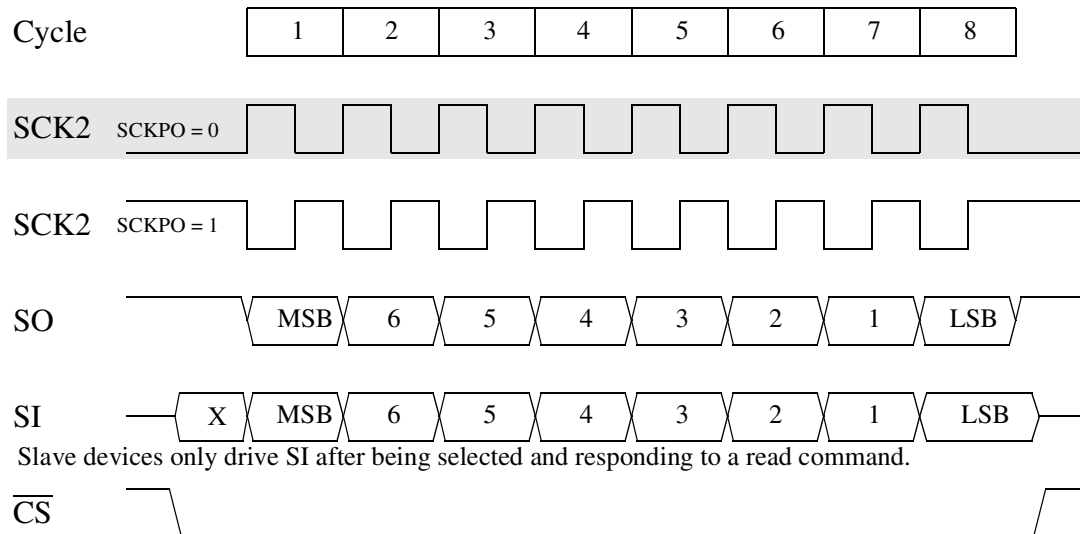 Cycle 1 2 3 4 5 6 7 8
SCK2 SCKPO = 0
SCK2 SCKPO = 1
SO MSB 6 5 4 3 2 1 LSB
SI X MSB 6 5 4 3 2 1 LSB
Slave devices only drive SI after being selected and responding to a read command.
C̅S̅